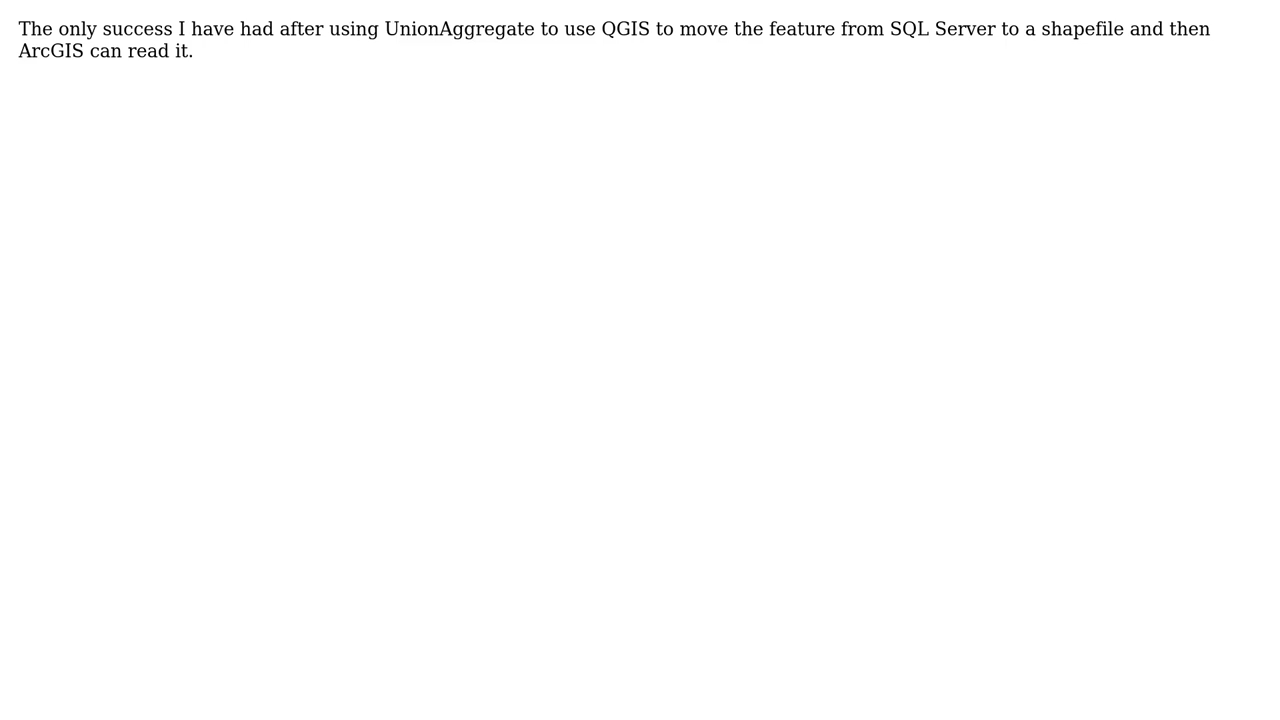 The only success I have had after using UnionAggregate to use QGIS to move the feature from SQL Server to a shapefile and then
ArcGIS can read it.